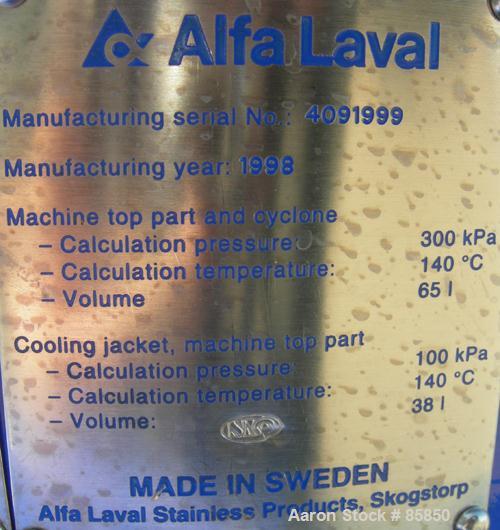 Alfa Laval
Manufacturing serial No.: 4091999
Manufacturing year: 1998
Machine top part and cyclone
– Calculation pressure: 300 kPa
– Calculation temperature: 140 °C
– Volume 65 l
Cooling jacket, machine top part
– Calculation pressure: 100 kPa
– Calculation temperature: 140 °C
– Volume: 38 l
MADE IN SWEDEN
Alfa Laval Stainless Products, Skogstorp
Aaron Stock # 85850